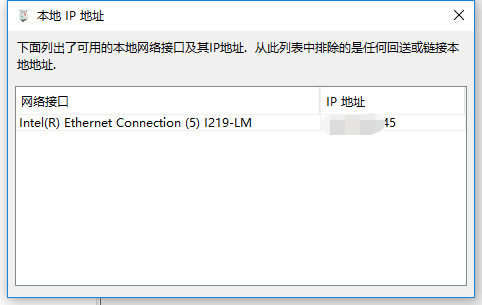 本地 IP 地址
下面列出了可用的本地网络接口及其IP地址. 从此列表中排除的是任何回送或链接本
地地址.
网络接口 IP 地址
Intel(R) Ethernet Connection (5) I219-LM 45